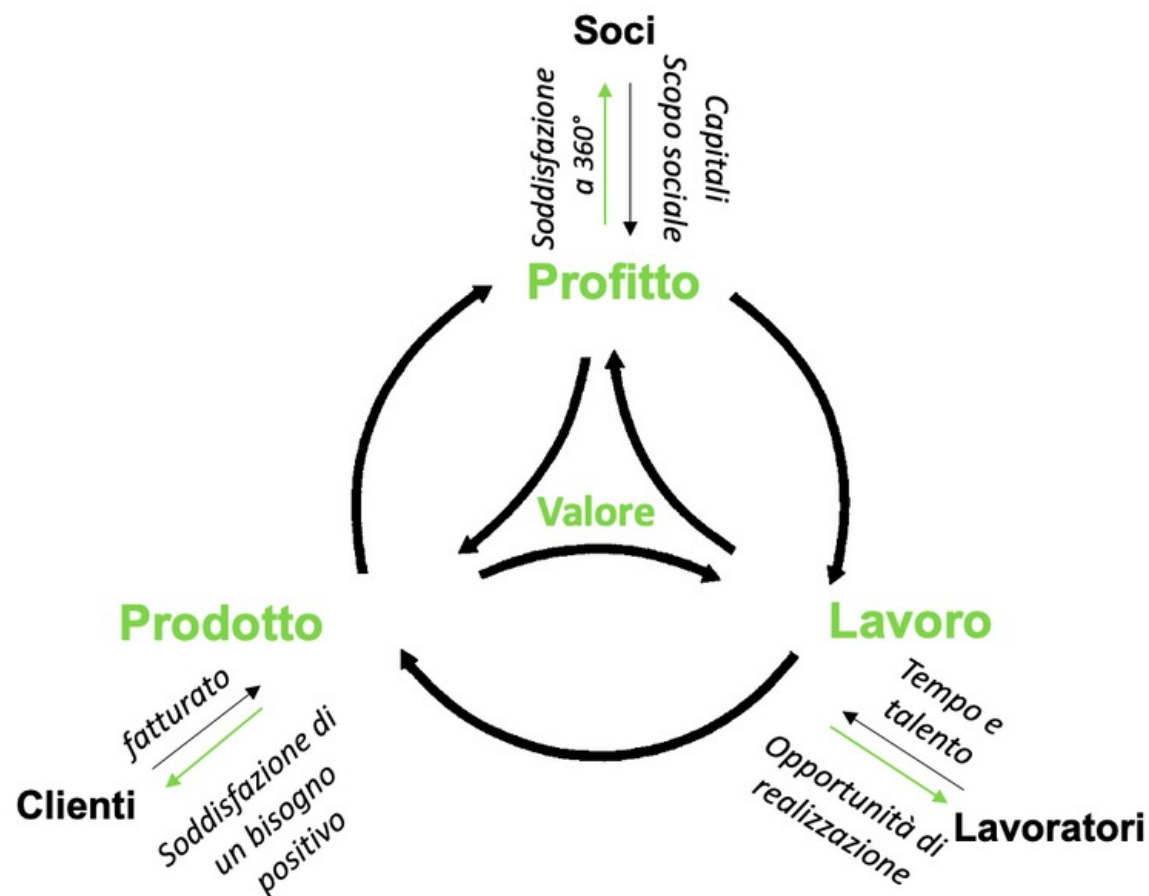 Soci
Soddisfazione
a 360°
Capitali
Scopo sociale
Profitto
Valore
Prodotto
Lavoro
fatturato
Soddisfazione di
un bisogno
positivo
Clienti
Tempo e
talento
Opportunità di
realizzazione
Lavoratori